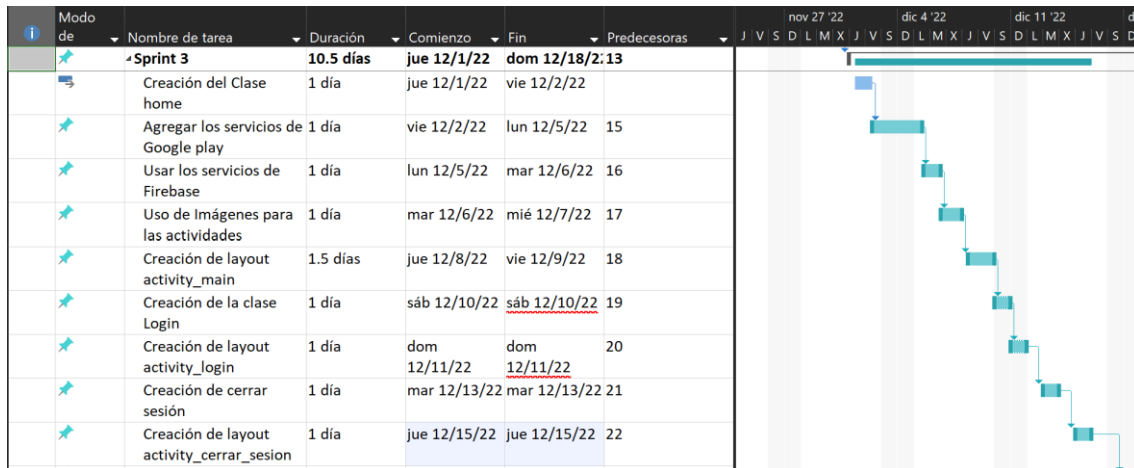 Modo
de Nombre de tarea Duración Comienzo Fin Predecesoras
nov 27 '22 dic 4 '22 dic 11 '22 d
J V S D L M X J V S D L M X J V S D L M X J V S D
Sprint 3 10.5 días jue 12/1/22 dom 12/18/2 13
Creación del Clase 1 día jue 12/1/22 vie 12/2/22
home
Agregar los servicios de 1 día vie 12/2/22 lun 12/5/22 15
Google play
Usar los servicios de 1 día lun 12/5/22 mar 12/6/22 16
Firebase
Uso de Imágenes para 1 día mar 12/6/22 mié 12/7/22 17
las actividades
Creación de layout 1.5 días jue 12/8/22 vie 12/9/22 18
activity_main
Creación de la clase 1 día sáb 12/10/22 sáb 12/10/22 19
Login
Creación de layout 1 día dom dom 20
activity_login 12/11/22 12/11/22
Creación de cerrar 1 día mar 12/13/22 mar 12/13/22 21
sesión
Creación de layout 1 día jue 12/15/22 jue 12/15/22 22
activity_cerrar_sesion